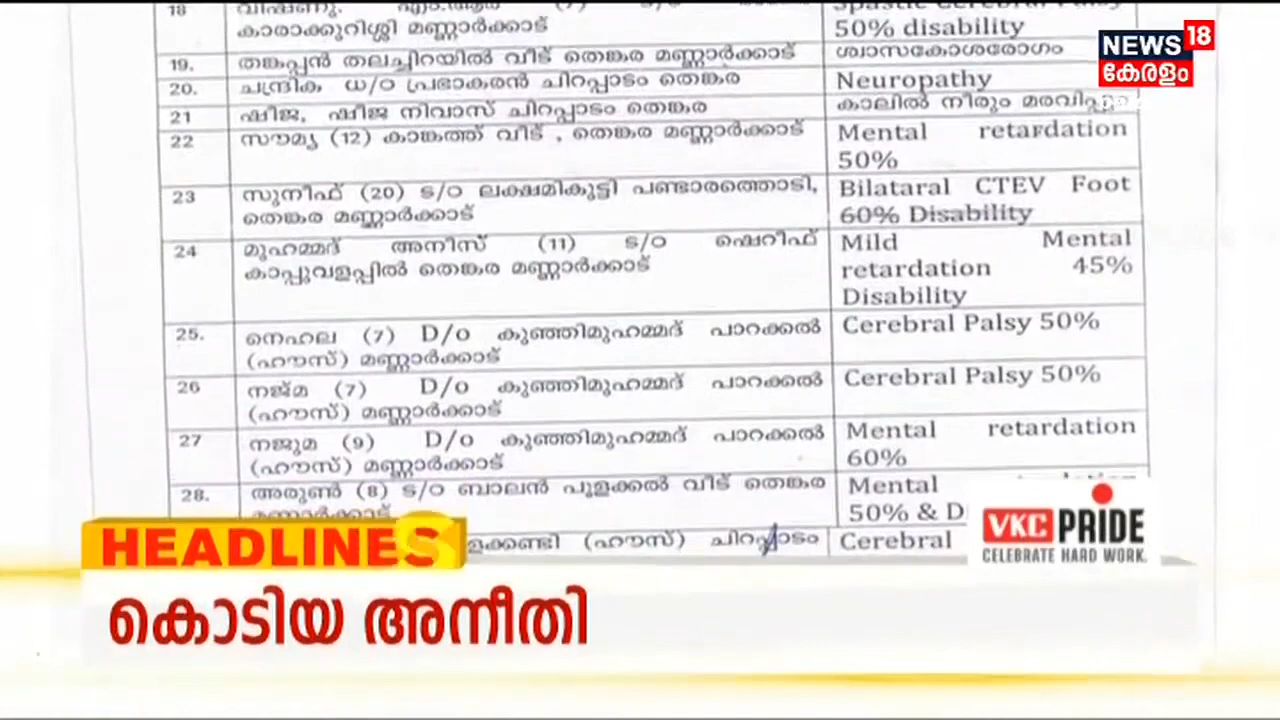 18
കാരാക്കുറിശ്ശി മണ്ണാർക്കാട്
50% disability
19. തങ്കപ്പൻ തലച്ചിറയിൽ വീട് തെങ്കര മണ്ണാർക്കാട് ശ്വാസകോശരോഗം
20. ചന്ദ്രിക ധ/ഠ പ്രഭാകരൻ ചിറപ്പാടം തെങ്കര Neuropathy
21 ഷീജ, ഷീജ നിവാസ് ചിറപ്പാടം തെങ്കര കാലിൽ നീരും മരവിപ്പും
22 സൗമ്യ (12) കാങ്കത്ത് വീട് , തെങ്കര മണ്ണാർക്കാട് Mental retardation
50%
23 സുനീഫ് (20) ട/ഠ ലക്ഷമികുട്ടി പണ്ടാരത്തൊടി, Bilataral CTEV Foot
തെങ്കര മണ്ണാർക്കാട് 60% Disability
24 മുഹമ്മദ് അനീസ് (11) ട/ഠ ഷെറീഫ് Mild Mental
കാപ്പുവളപ്പിൽ തെങ്കര മണ്ണാർക്കാട് retardation 45%
Disability
25. നെഹല (7) D/o കുഞ്ഞിമുഹമ്മദ് പാറക്കൽ Cerebral Palsy 50%
(ഹൗസ്) മണ്ണാർക്കാട്
26 നജ്മ (7) D/o കുഞ്ഞിമുഹമ്മദ് പാറക്കൽ Cerebral Palsy 50%
(ഹൗസ്) മണ്ണാർക്കാട്
27 നജുമ (9) D/o കുഞ്ഞിമുഹമ്മദ് പാറക്കൽ Mental retardation
(ഹൗസ്) മണ്ണാർക്കാട് 60%
28. അരുൺ (8) ട/ഠ ബാലൻ പൂളക്കൽ വീട് തെങ്കര Mental
50% & D
(ഹൗസ്) ചിറപ്പാടം Cerebral
NEWS 18
കേരളം
HEADLINES
VKC PRIDE
CELEBRATE HARD WORK.
കൊടിയ അനീതി